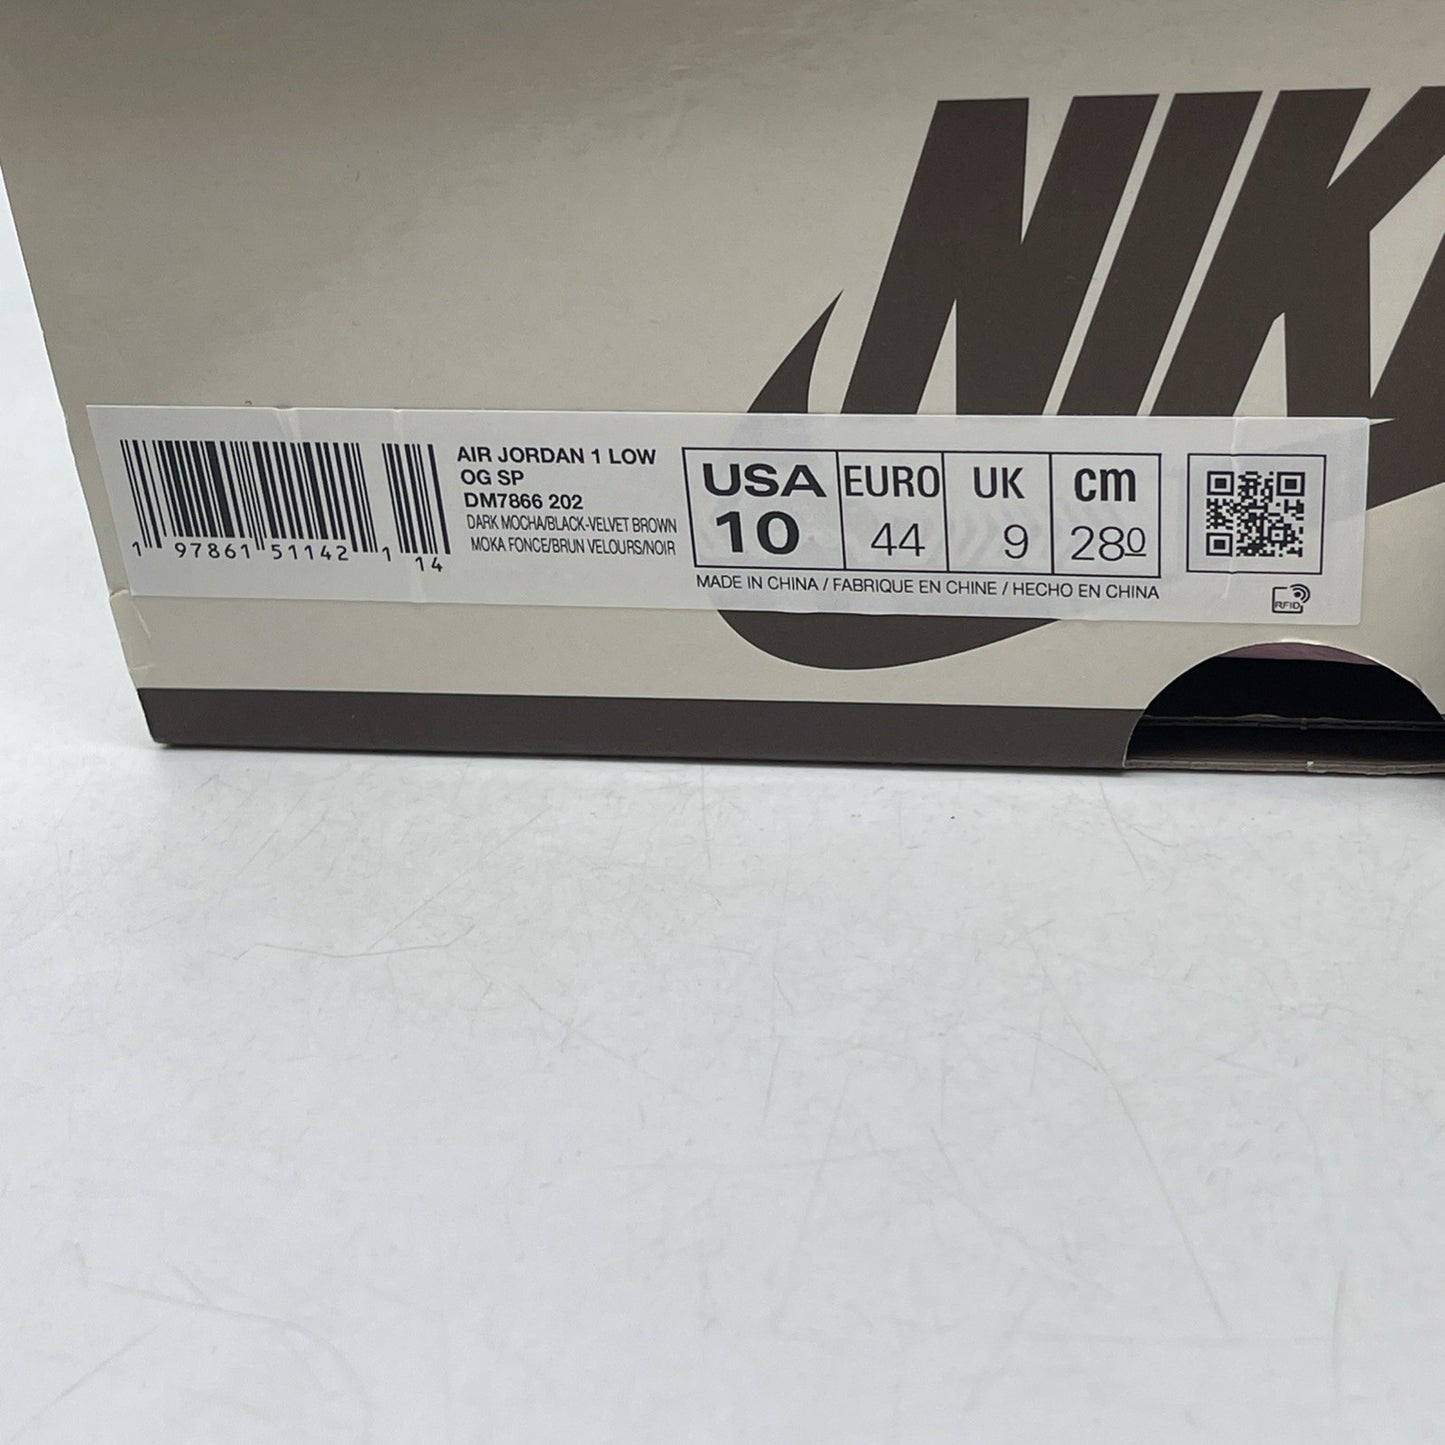 NIK
AIR JORDAN 1 LOW
OG SP
DM7866 202
DARK MOCHA/BLACK-VELVET BROWN
MOKA FONCE/BRUN VELOURS/NOIR
1 97861 51142 1 14
USA EURO UK cm
10 44 9 280
MADE IN CHINA / FABRIQUE EN CHINE / HECHO EN CHINA
RFID